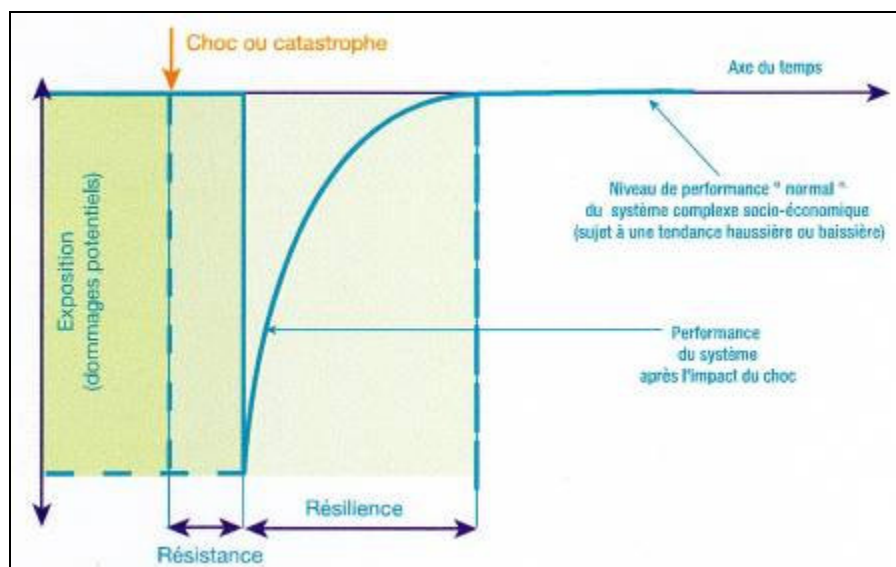 Choc ou catastrophe
Axe du temps
Exposition
(dommages potentiels)
Niveau de performance " normal "
du système complexe socio-économique
(sujet à une tendance haussière ou baissière)
Performance
du système
après l'impact du choc
Résilience
Résistance